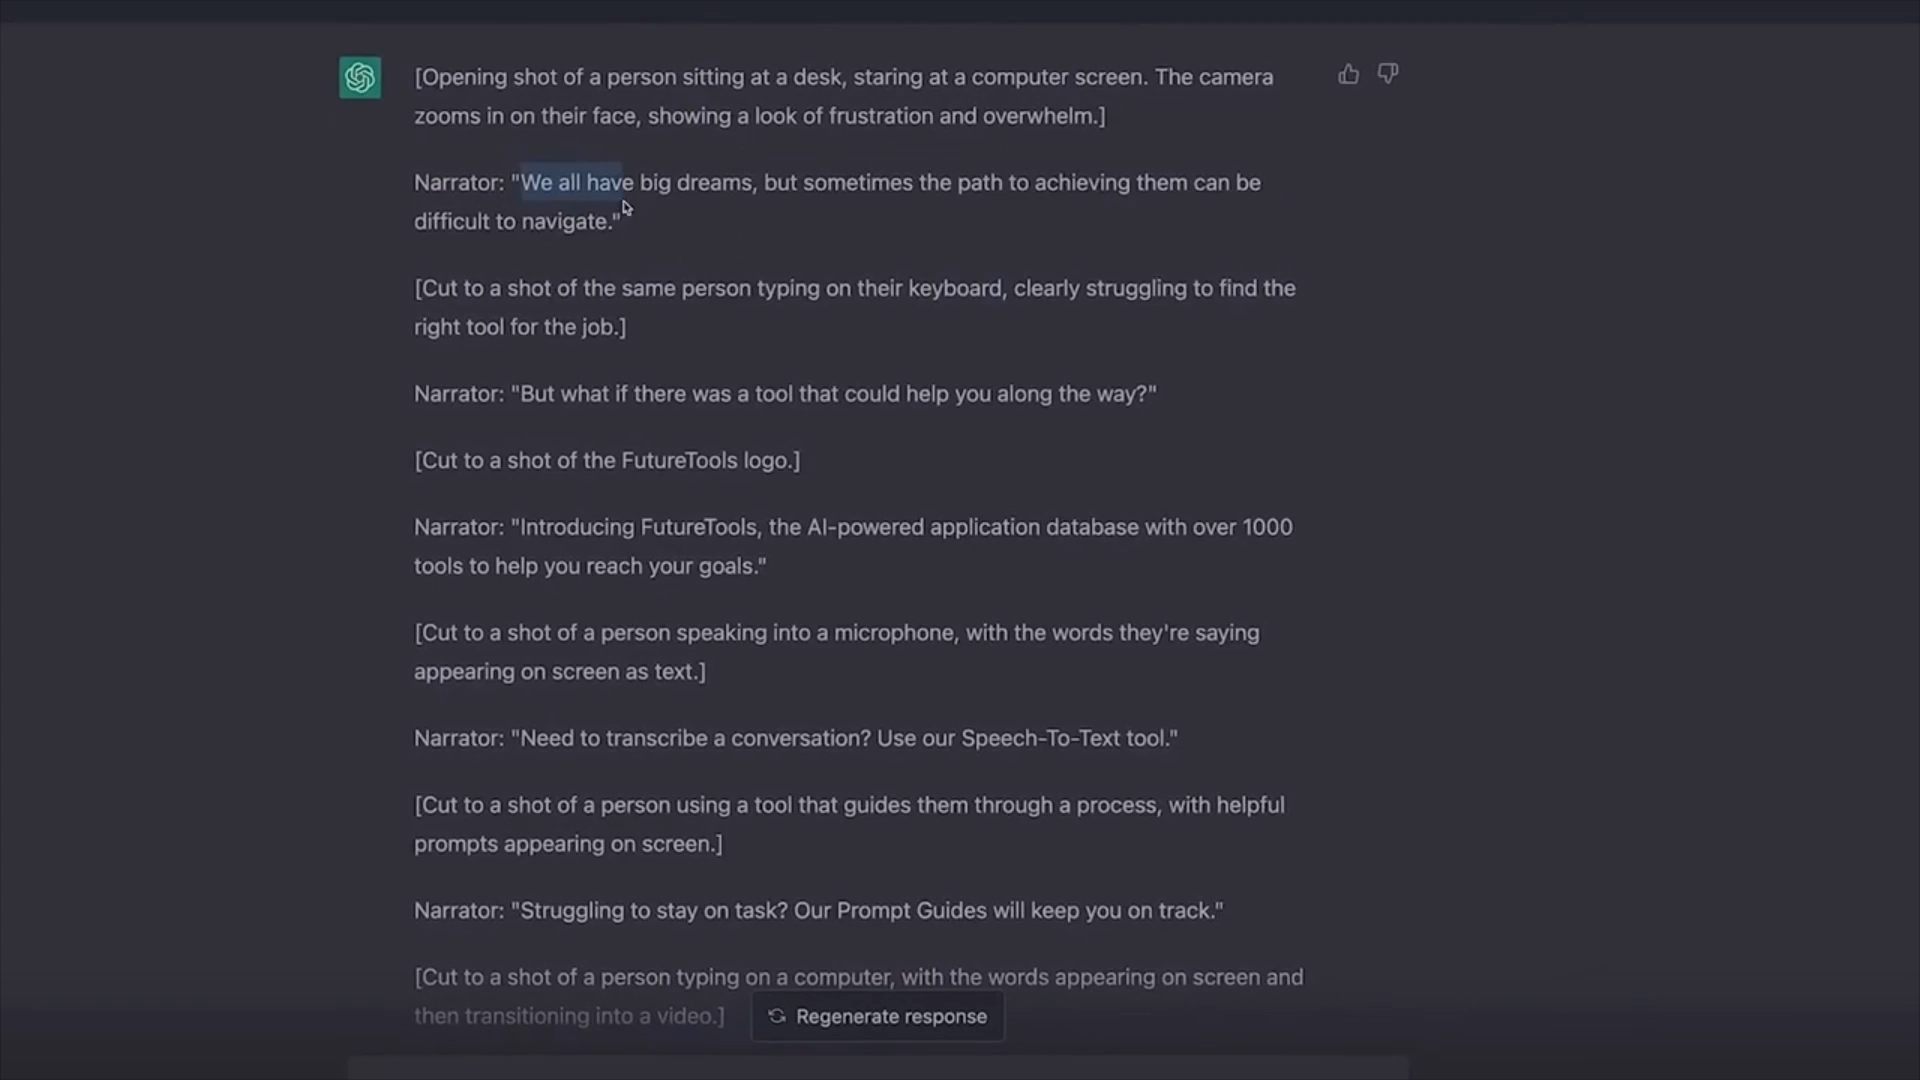 [Opening shot of a person sitting at a desk, staring at a computer screen. The camera
zooms in on their face, showing a look of frustration and overwhelm.]
Narrator: "We all have big dreams, but sometimes the path to achieving them can be
difficult to navigate."
[Cut to a shot of the same person typing on their keyboard, clearly struggling to find the
right tool for the job.]
Narrator: "But what if there was a tool that could help you along the way?"
[Cut to a shot of the FutureTools logo.]
Narrator: "Introducing FutureTools, the AI-powered application database with over 1000
tools to help you reach your goals."
[Cut to a shot of a person speaking into a microphone, with the words they're saying
appearing on screen as text.]
Narrator: "Need to transcribe a conversation? Use our Speech-To-Text tool."
[Cut to a shot of a person using a tool that guides them through a process, with helpful
prompts appearing on screen.]
Narrator: "Struggling to stay on task? Our Prompt Guides will keep you on track."
[Cut to a shot of a person typing on a computer, with the words appearing on screen and
then transitioning into a video.]
Regenerate response